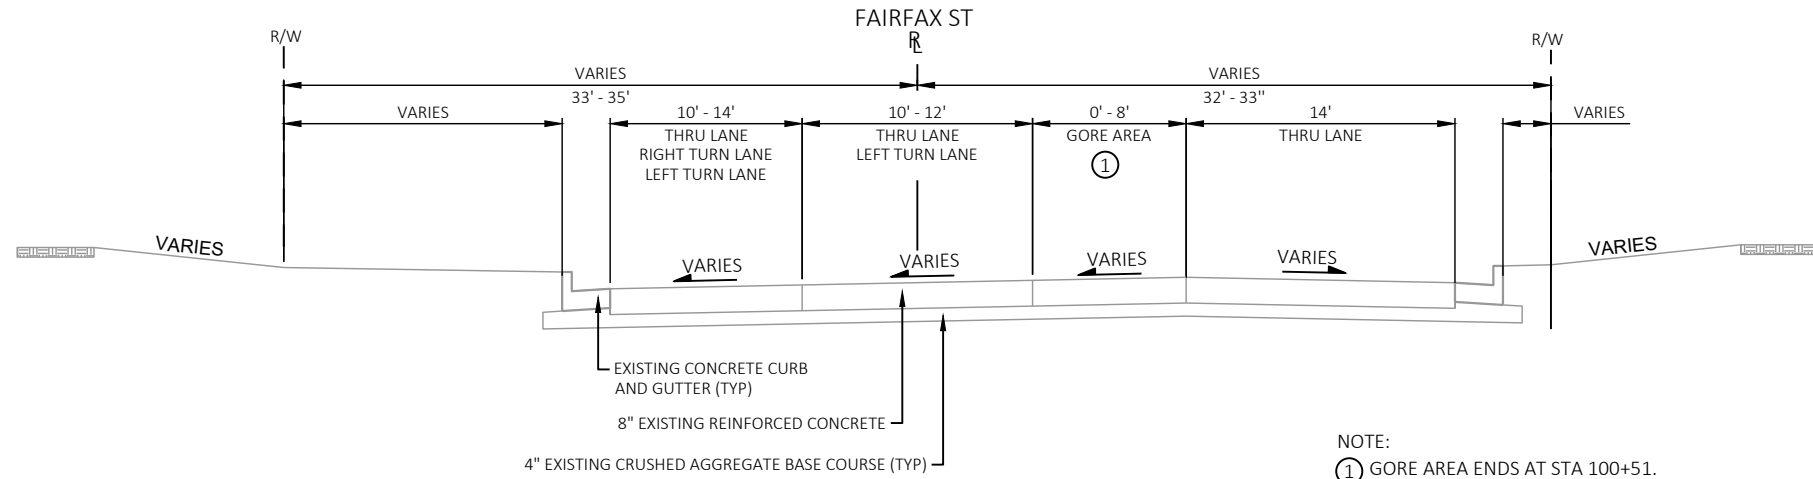 FAIRFAX ST
RL
R/W
R/W
VARIES
VARIES
33' - 35'
32' - 33"
VARIES
10' - 14'
10' - 12'
0' - 8'
14'
VARIES
THRU LANE
RIGHT TURN LANE
LEFT TURN LANE
THRU LANE
LEFT TURN LANE
GORE AREA
1
THRU LANE
VARIES
VARIES
VARIES
VARIES
VARIES
VARIES
EXISTING CONCRETE CURB
AND GUTTER (TYP)
8" EXISTING REINFORCED CONCRETE
4" EXISTING CRUSHED AGGREGATE BASE COURSE (TYP)
NOTE:
1 GORE AREA ENDS AT STA 100+51.